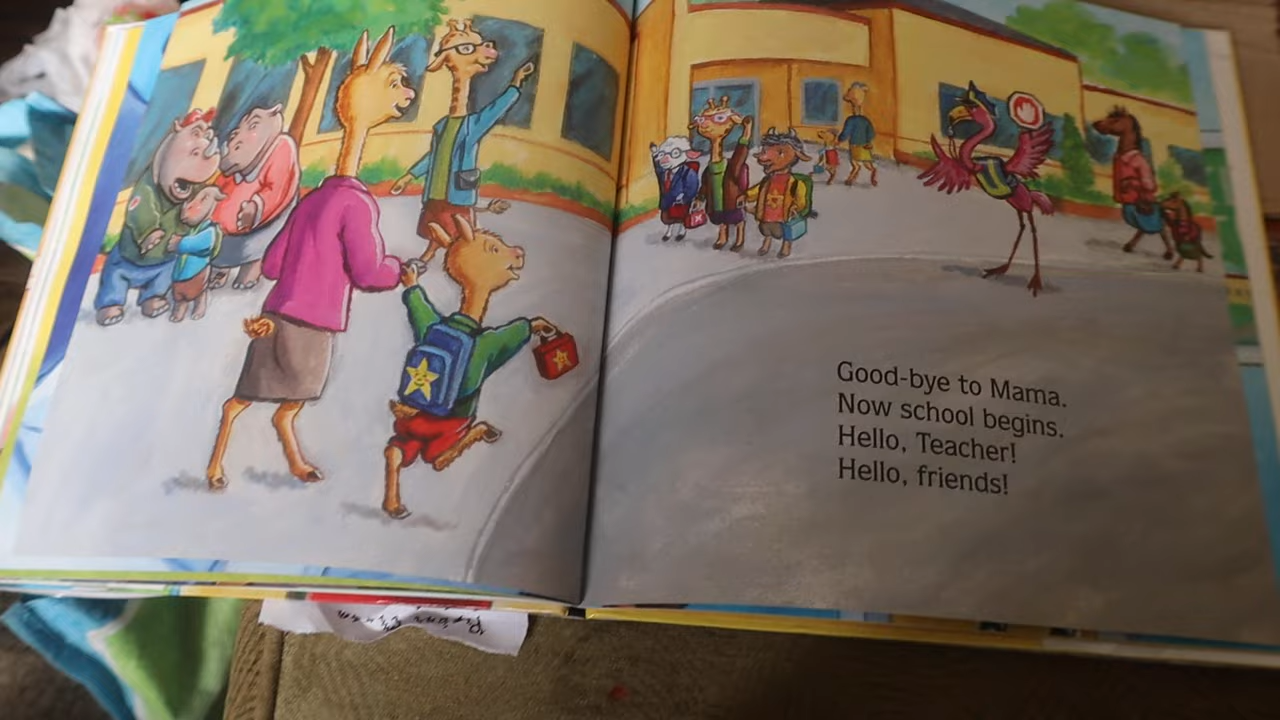 Good-bye to Mama.
Now school begins.
Hello, Teacher!
Hello, friends!